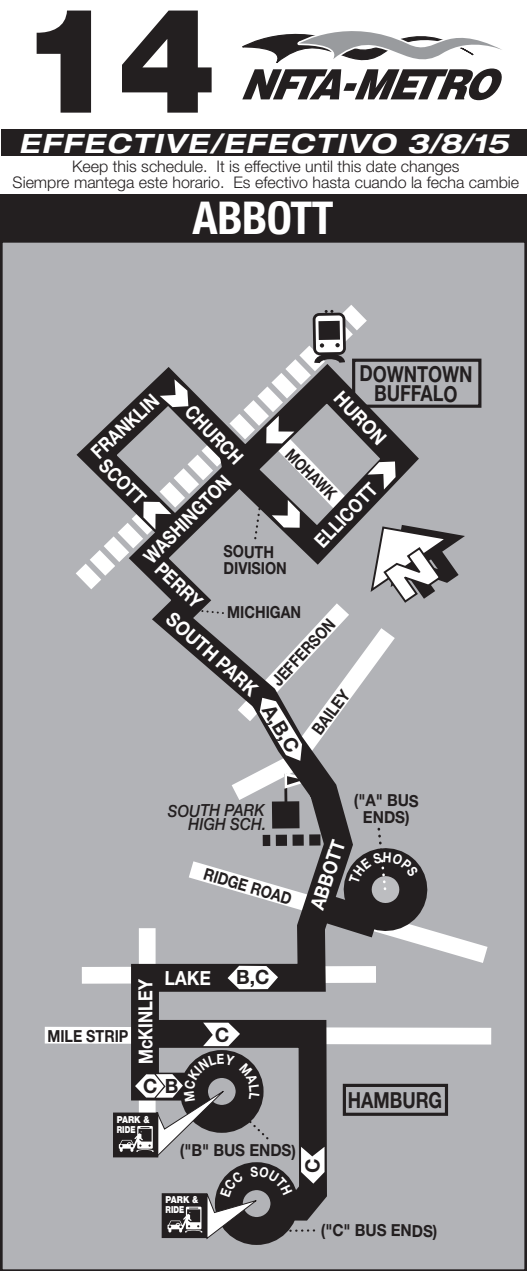 14
NFTA-METRO
EFFECTIVE/EFECTIVO 3/8/15
Keep this schedule.  It is effective until this date changes
Siempre mantega este horario.  Es efectivo hasta cuando la fecha cambie
ABBOTT
DOWNTOWN
BUFFALO
FRANKLIN
CHURCH
HURON
SCOTT
MOHAWK
WASHINGTON
ELLICOTT
SOUTH
DIVISION
N
PERRY
MICHIGAN
SOUTH PARK
JEFFERSON
A,B,C
BAILEY
SOUTH PARK
HIGH SCH.
("A" BUS
ENDS)
THE SHOPS
ABBOTT
RIDGE ROAD
LAKE
B,C
McKINLEY
MILE STRIP
C
MCKINLEY MALL
C
B
HAMBURG
PARK &
RIDE
("B" BUS ENDS)
C
ECC SOUTH
PARK &
RIDE
("C" BUS ENDS)